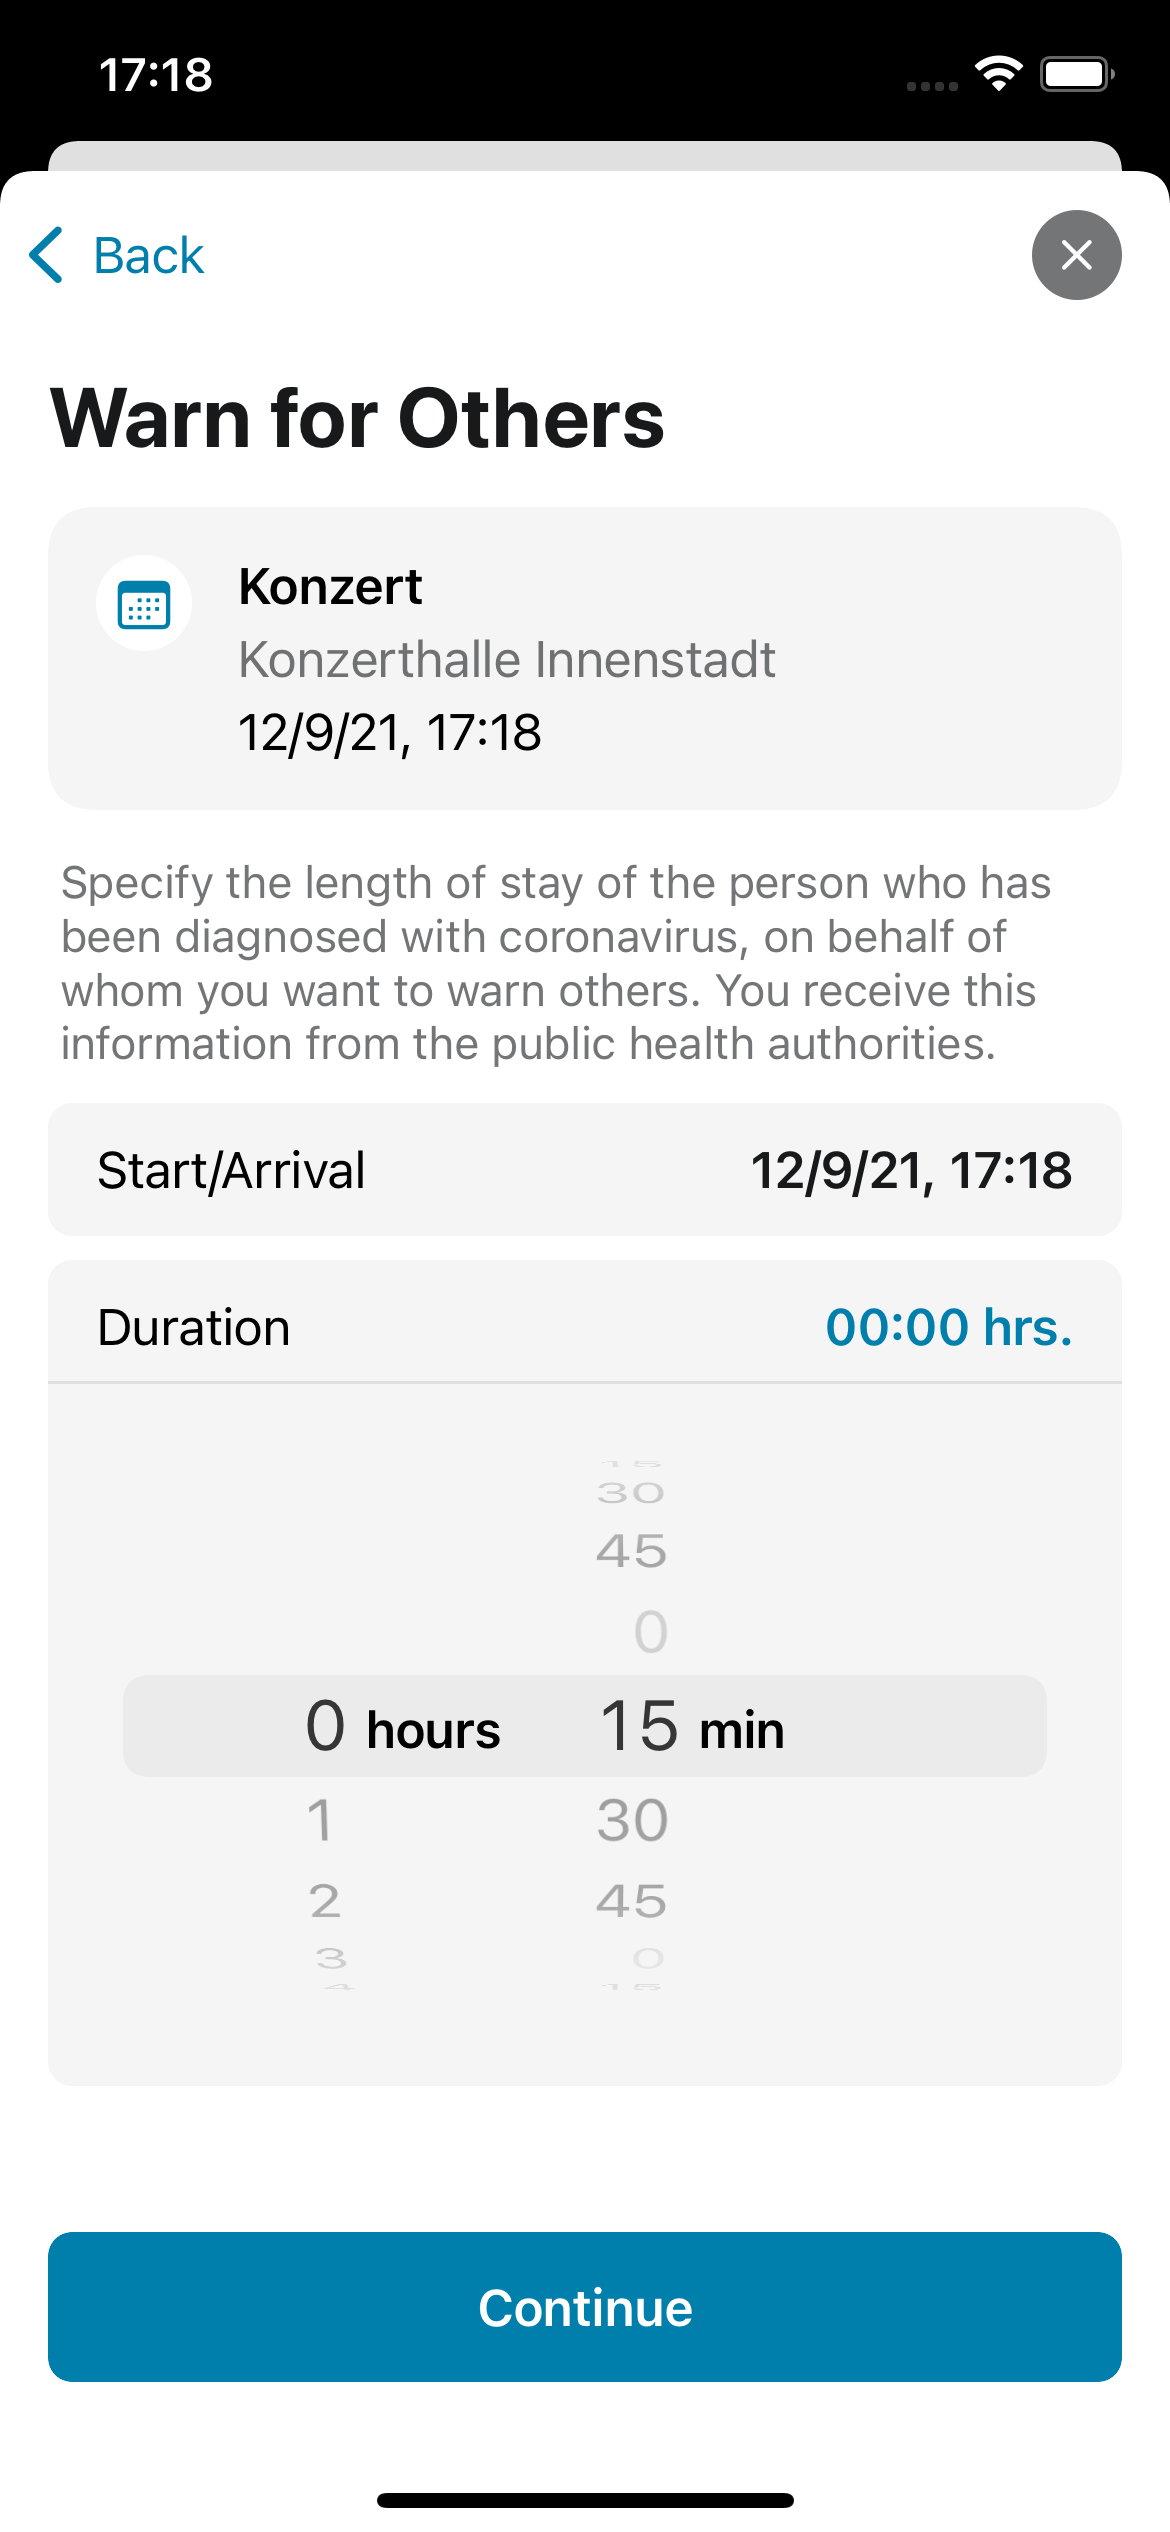 17:18
Back
Warn for Others
Konzert
Konzerthalle Innenstadt
12/9/21, 17:18
Specify the length of stay of the person who has
been diagnosed with coronavirus, on behalf of
whom you want to warn others. You receive this
information from the public health authorities.
Start/Arrival 12/9/21, 17:18
Duration 00:00 hrs.
15
30
45
0
0 hours 15 min
1 30
2 45
3 0
4 15
Continue